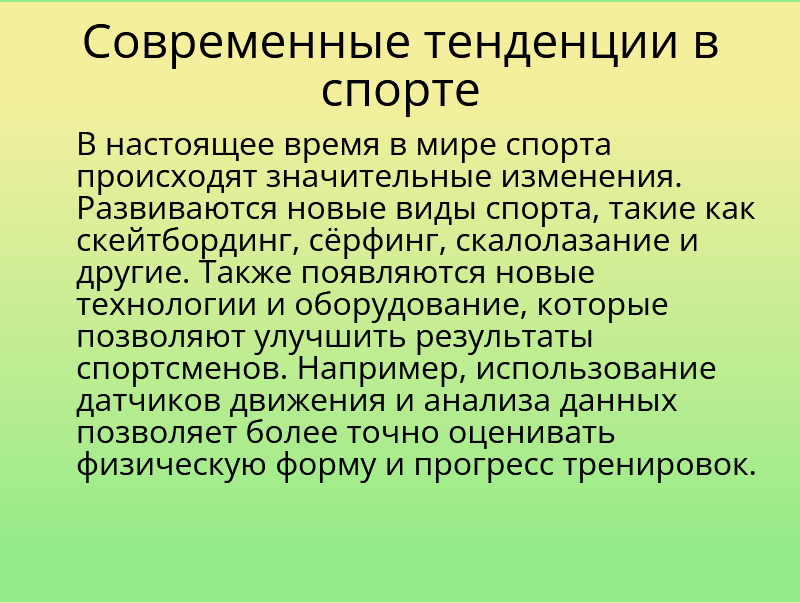 Современные тенденции в
спорте
В настоящее время в мире спорта
происходят значительные изменения.
Развиваются новые виды спорта, такие как
скейтбординг, сёрфинг, скалолазание и
другие. Также появляются новые
технологии и оборудование, которые
позволяют улучшить результаты
спортсменов. Например, использование
датчиков движения и анализа данных
позволяет более точно оценивать
физическую форму и прогресс тренировок.